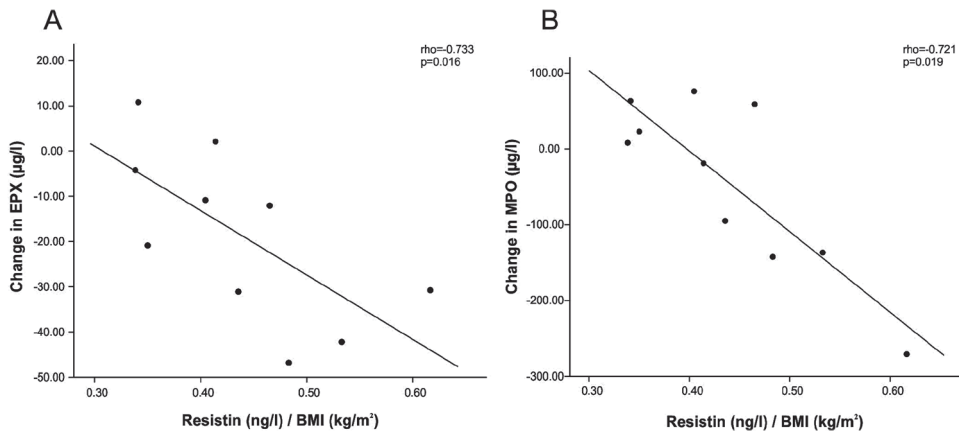 A
rho=-0.733
p=0.016
20.00
10.00
0.00
-10.00
-20.00
-30.00
-40.00
-50.00
Change in EPX (µg/l)
0.30 0.40 0.50 0.60
Resistin (ng/l) / BMI (kg/m²)
B
rho=-0.721
p=0.019
100.00
0.00
-100.00
-200.00
-300.00
Change in MPO (µg/l)
0.30 0.40 0.50 0.60
Resistin (ng/l) / BMI (kg/m²)